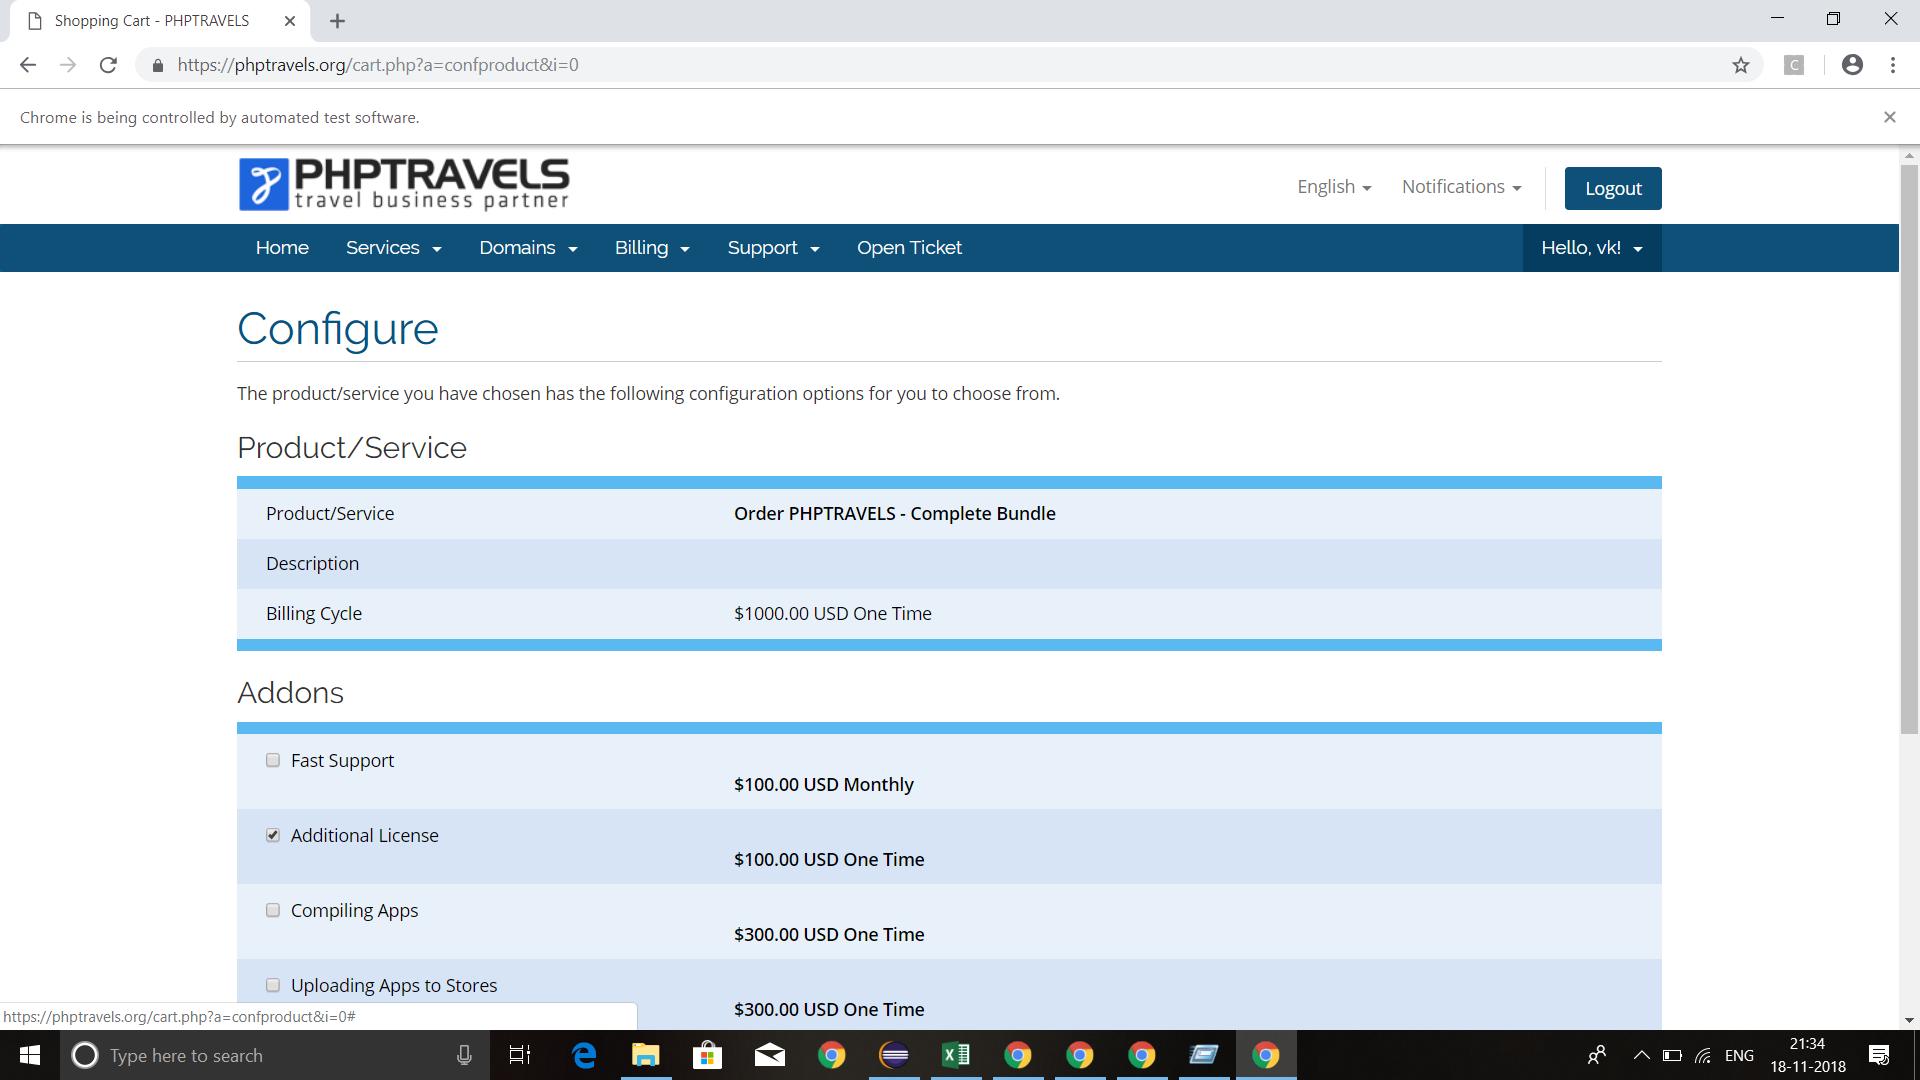 Shopping Cart - PHPTRAVELS
https://phptravels.org/cart.php?a=confproduct&i=0
C
Chrome is being controlled by automated test software.
PHPTRAVELS
travel business partner
English
Notifications
Logout
Home
Services
Domains
Billing
Support
Open Ticket
Hello, vk!
Configure
The product/service you have chosen has the following configuration options for you to choose from.
Product/Service
Product/Service
Order PHPTRAVELS - Complete Bundle
Description
Billing Cycle
$1000.00 USD One Time
Addons
Fast Support
$100.00 USD Monthly
Additional License
$100.00 USD One Time
Compiling Apps
$300.00 USD One Time
Uploading Apps to Stores
$300.00 USD One Time
https://phptravels.org/cart.php?a=confproduct&i=0#
Type here to search
ENG
21:34
18-11-2018